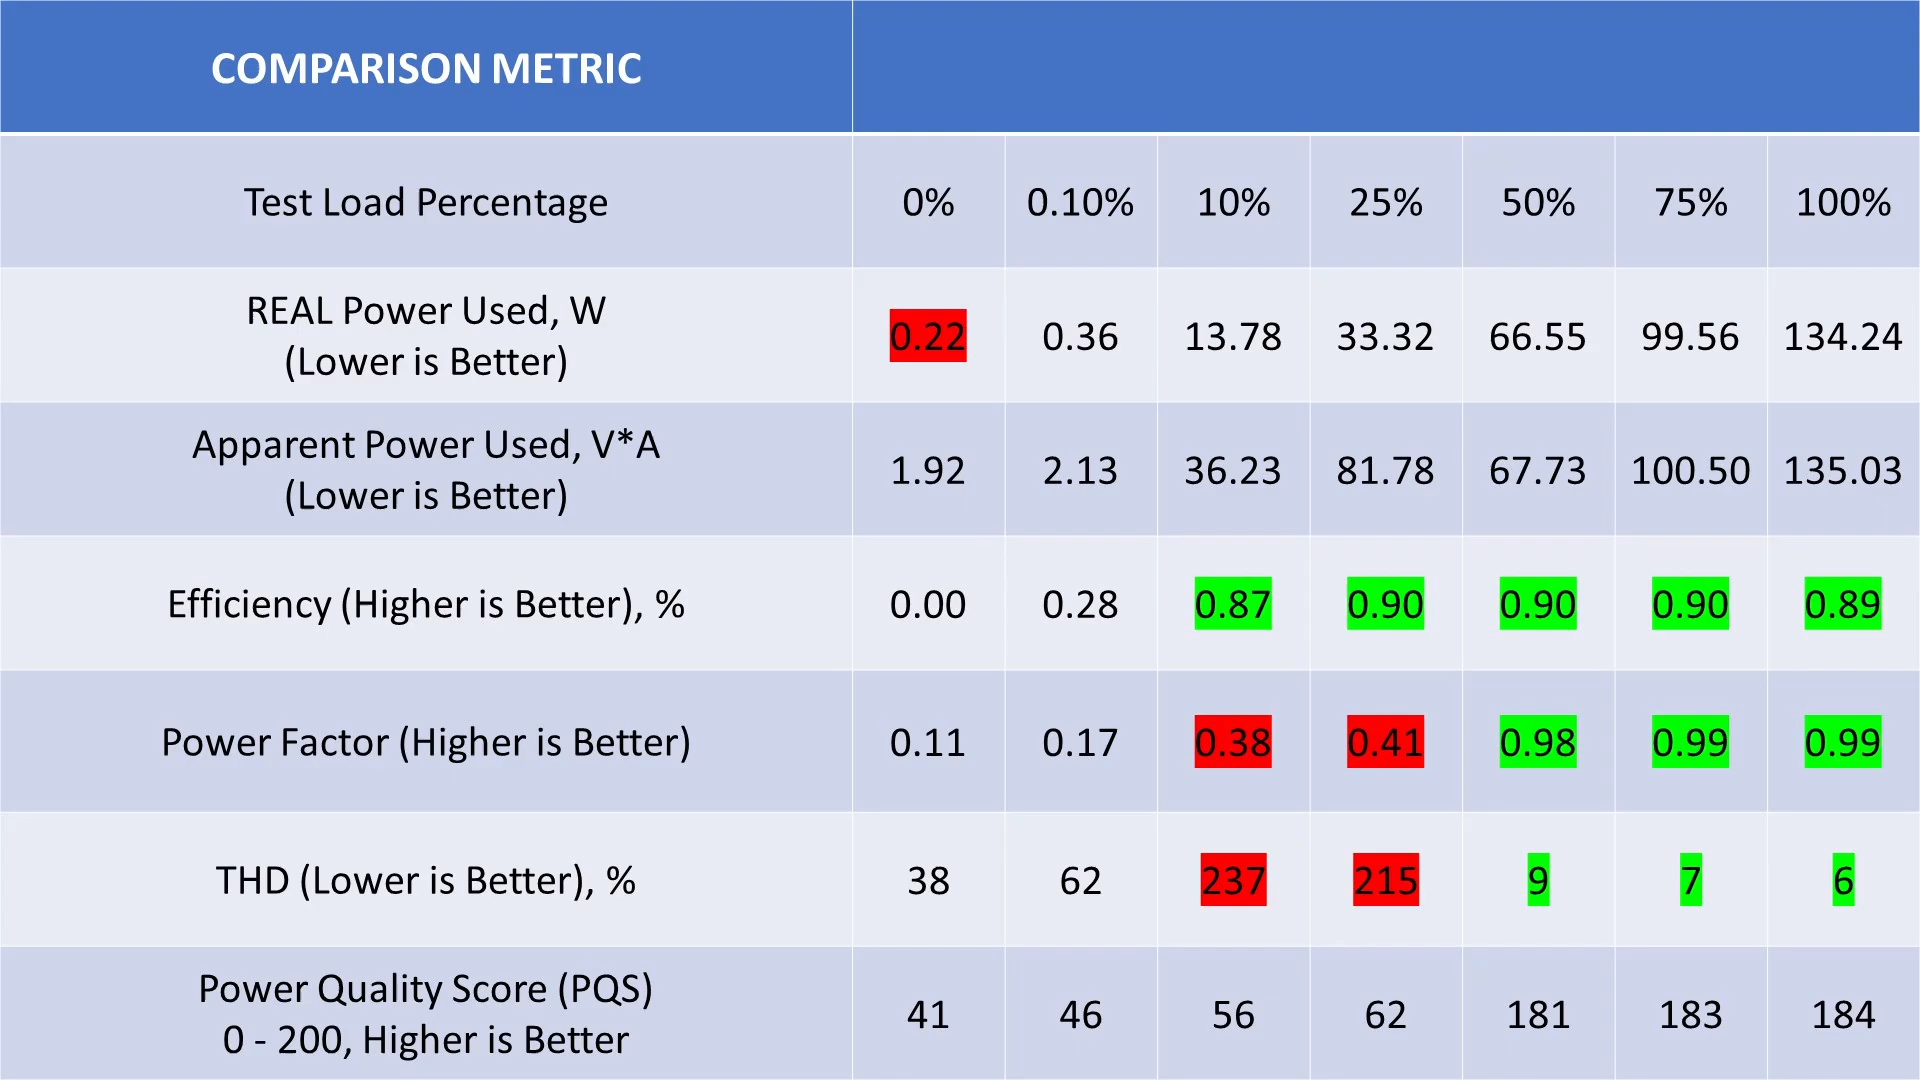 COMPARISON METRIC
Test Load Percentage 0% 0.10% 10% 25% 50% 75% 100%
REAL Power Used, W
(Lower is Better) 0.22 0.36 13.78 33.32 66.55 99.56 134.24
Apparent Power Used, V*A
(Lower is Better) 1.92 2.13 36.23 81.78 67.73 100.50 135.03
Efficiency (Higher is Better), % 0.00 0.28 0.87 0.90 0.90 0.90 0.89
Power Factor (Higher is Better) 0.11 0.17 0.38 0.41 0.98 0.99 0.99
THD (Lower is Better), % 38 62 237 215 9 7 6
Power Quality Score (PQS)
0 - 200, Higher is Better 41 46 56 62 181 183 184